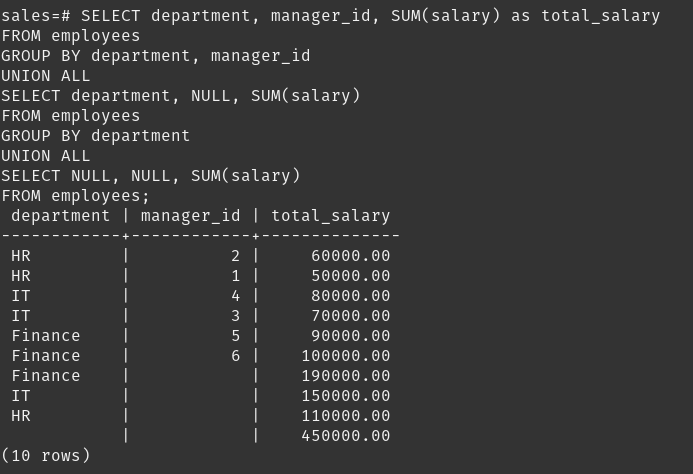 sales=# SELECT department, manager_id, SUM(salary) as total_salary
FROM employees
GROUP BY department, manager_id
UNION ALL
SELECT department, NULL, SUM(salary)
FROM employees
GROUP BY department
UNION ALL
SELECT NULL, NULL, SUM(salary)
FROM employees;
 department | manager_id | total_salary
------------+------------+--------------
 HR         |          2 |     60000.00
 HR         |          1 |     50000.00
 IT         |          4 |     80000.00
 IT         |          3 |     70000.00
 Finance    |          5 |     90000.00
 Finance    |          6 |    100000.00
 Finance    |            |    190000.00
 IT         |            |    150000.00
 HR         |            |    110000.00
            |            |    450000.00
(10 rows)